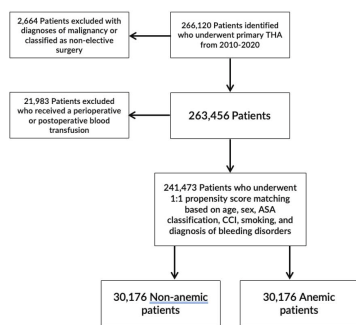 2,664 Patients excluded with
diagnoses of malignancy or
classified as non-elective
surgery
266,120 Patients identified
who underwent primary THA
from 2010-2020
21,983 Patients excluded
who received a perioperative
or postoperative blood
transfusion
263,456 Patients
241,473 Patients who underwent
1:1 propensity score matching
based on age, sex, ASA
classification, CCI, smoking, and
diagnosis of bleeding disorders
30,176 Non-anemic
patients
30,176 Anemic
patients